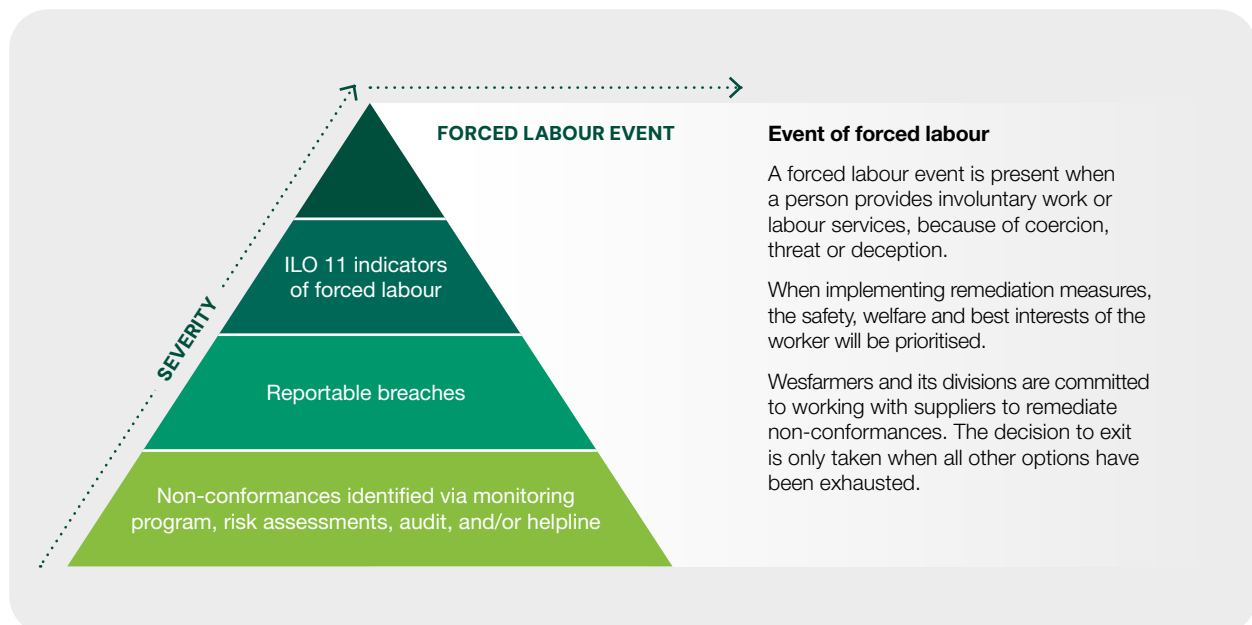 FORCED LABOUR EVENT
ILO 11 indicators
of forced labour
SEVERITY
Reportable breaches
Non-conformances identified via monitoring
program, risk assessments, audit, and/or helpline
Event of forced labour
A forced labour event is present when
a person provides involuntary work or
labour services, because of coercion,
threat or deception.
When implementing remediation measures,
the safety, welfare and best interests of the
worker will be prioritised.
Wesfarmers and its divisions are committed
to working with suppliers to remediate
non-conformances. The decision to exit
is only taken when all other options have
been exhausted.